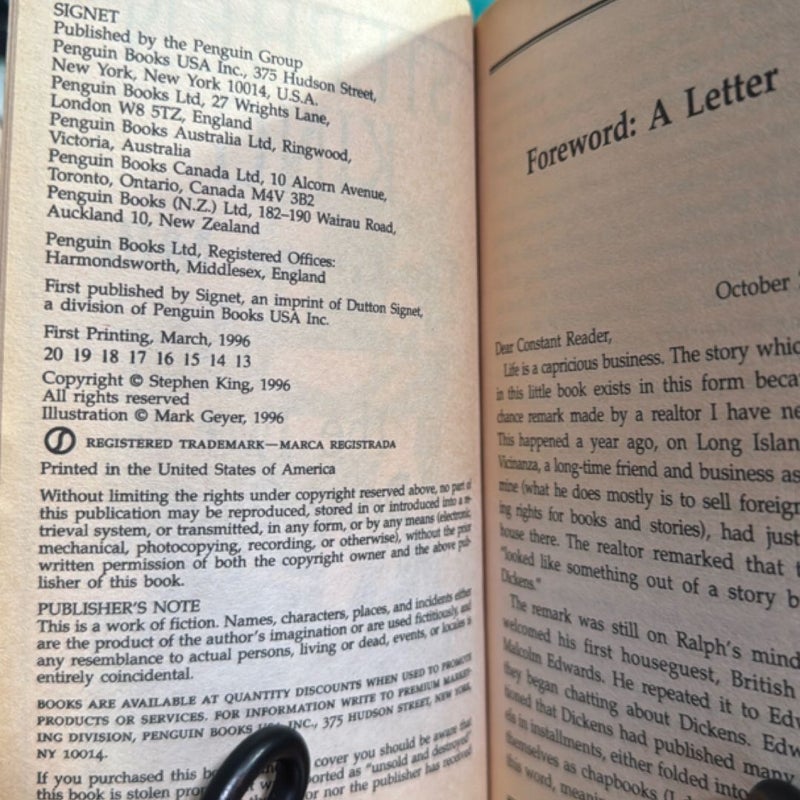 SIGNET
Published by the Penguin Group
Penguin Books USA Inc., 375 Hudson Street,
New York, New York 10014, U.S.A.
Penguin Books Ltd, 27 Wrights Lane,
London W8 5TZ, England
Penguin Books Australia Ltd, Ringwood,
Victoria, Australia
Penguin Books Canada Ltd, 10 Alcorn Avenue,
Toronto, Ontario, Canada M4V 3B2
Penguin Books (N.Z.) Ltd, 182–190 Wairau Road,
Auckland 10, New Zealand
Penguin Books Ltd, Registered Offices:
Harmondsworth, Middlesex, England
First published by Signet, an imprint of Dutton Signet,
a division of Penguin Books USA Inc.
First Printing, March, 1996
20 19 18 17 16 15 14 13
Copyright © Stephen King, 1996
All rights reserved
Illustration © Mark Geyer, 1996
REGISTERED TRADEMARK—MARCA REGISTRADA
Printed in the United States of America
Without limiting the rights under copyright reserved above, no part of
this publication may be reproduced, stored in or introduced into a re-
trieval system, or transmitted, in any form, or by any means (electronic,
mechanical, photocopying, recording, or otherwise), without the prior
written permission of both the copyright owner and the above pub-
lisher of this book.
PUBLISHER'S NOTE
This is a work of fiction. Names, characters, places, and incidents either
are the product of the author's imagination or are used fictitiously, and
any resemblance to actual persons, living or dead, events, or locales is
entirely coincidental.
BOOKS ARE AVAILABLE AT QUANTITY DISCOUNTS WHEN USED TO PROMOTE
PRODUCTS OR SERVICES. FOR INFORMATION WRITE TO PREMIUM MARKET-
ING DIVISION, PENGUIN BOOKS INC., 375 HUDSON STREET, NEW YORK,
NY 10014.
If you purchased this cover you should be aware that
this book is stolen as "unsold and destroyed
nor the publisher has received
Foreword: A Letter
October
Dear Constant Reader,
Life is a capricious business. The story
in this little book exists in this form
chance remark made by a realtor I have
This happened a year ago, on Long
Vicinanza, a long-time friend and business
mine (what he does mostly is to sell
ing rights for books and stories), had just
house there. The realtor remarked that
"looked like something out of a story
Dickens."
The remark was still on Ralph's mind
welcomed his first houseguest, British
Malcolm Edwards. He repeated it to
they began chatting about Dickens.
tioned that Dickens had published many
els in installments, either folded into
themselves as chapbooks (I
this word,